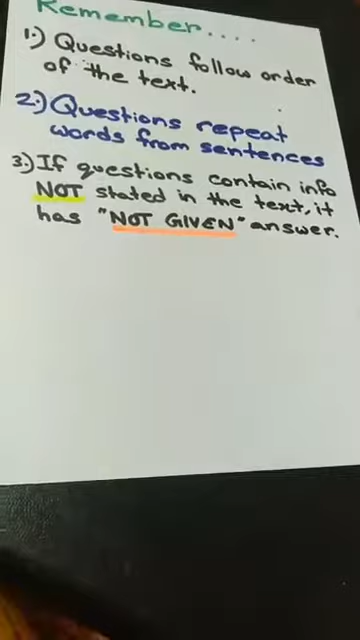 Remember....
1.) Questions follow order
of the text.
2.) Questions repeat
words from sentences
3.) If questions contain info
NOT stated in the text, it
has "NOT GIVEN" answer.